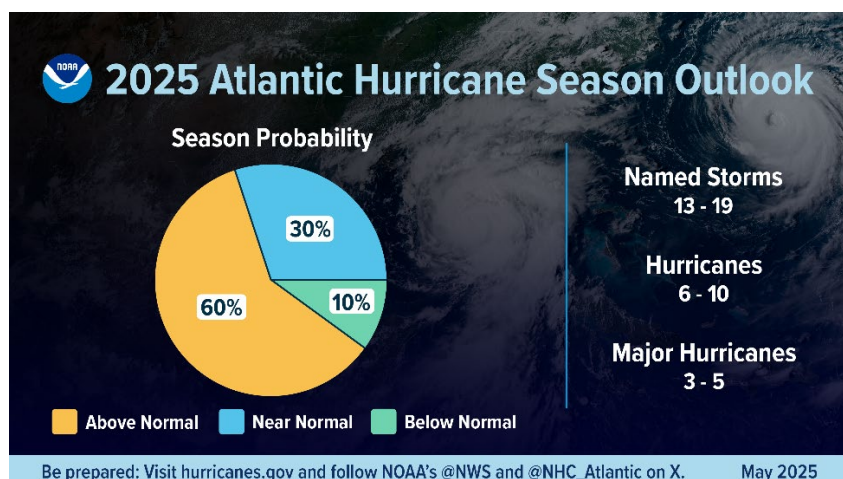 NOAA
2025 Atlantic Hurricane Season Outlook
Season Probability
30%
10%
60%
Above Normal
Near Normal
Below Normal
Named Storms
13 - 19
Hurricanes
6 - 10
Major Hurricanes
3 - 5
Be prepared: Visit hurricanes.gov and follow NOAA's @NWS and @NHC_Atlantic on X.
May 2025